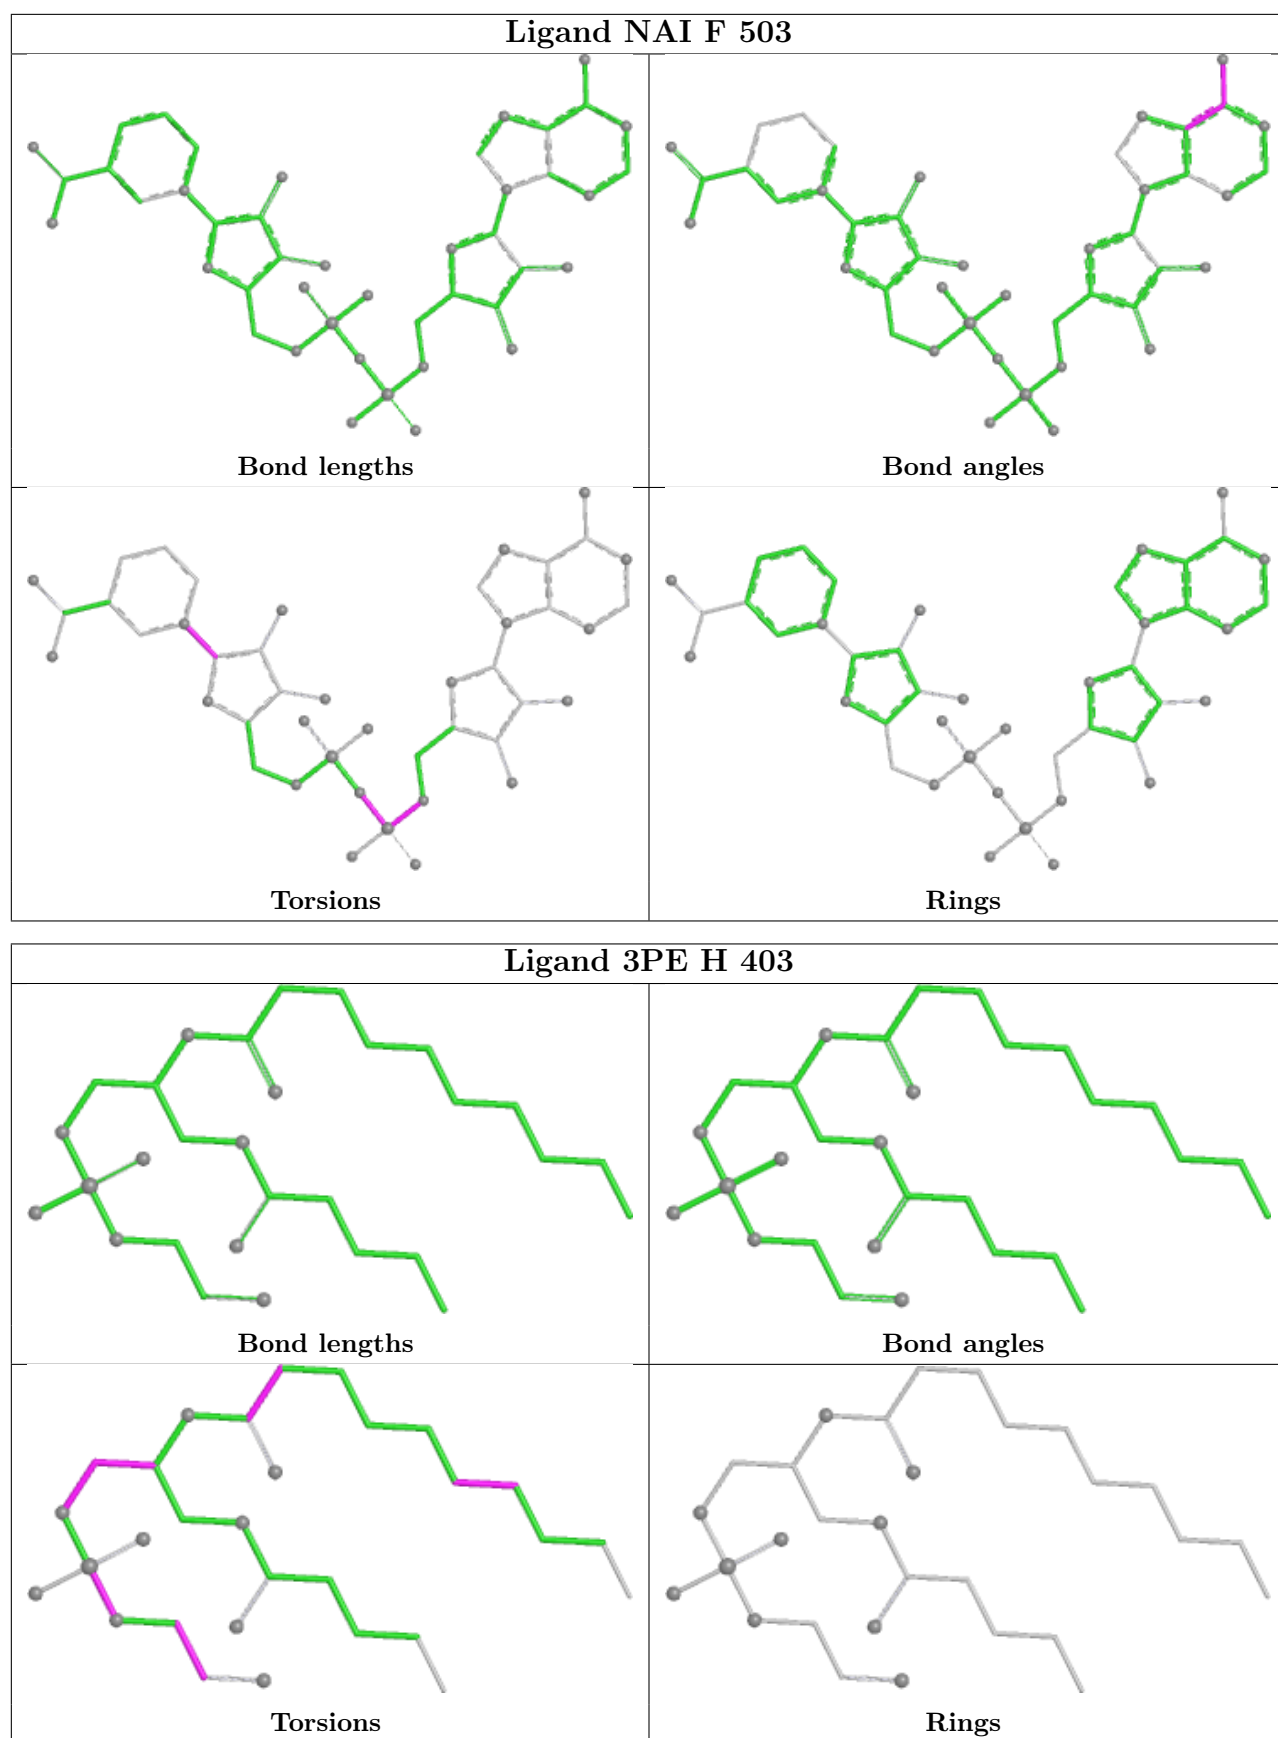 Ligand NAI F 503
Bond lengths
Bond angles
Torsions
Rings
Ligand 3PE H 403
Bond lengths
Bond angles
Torsions
Rings